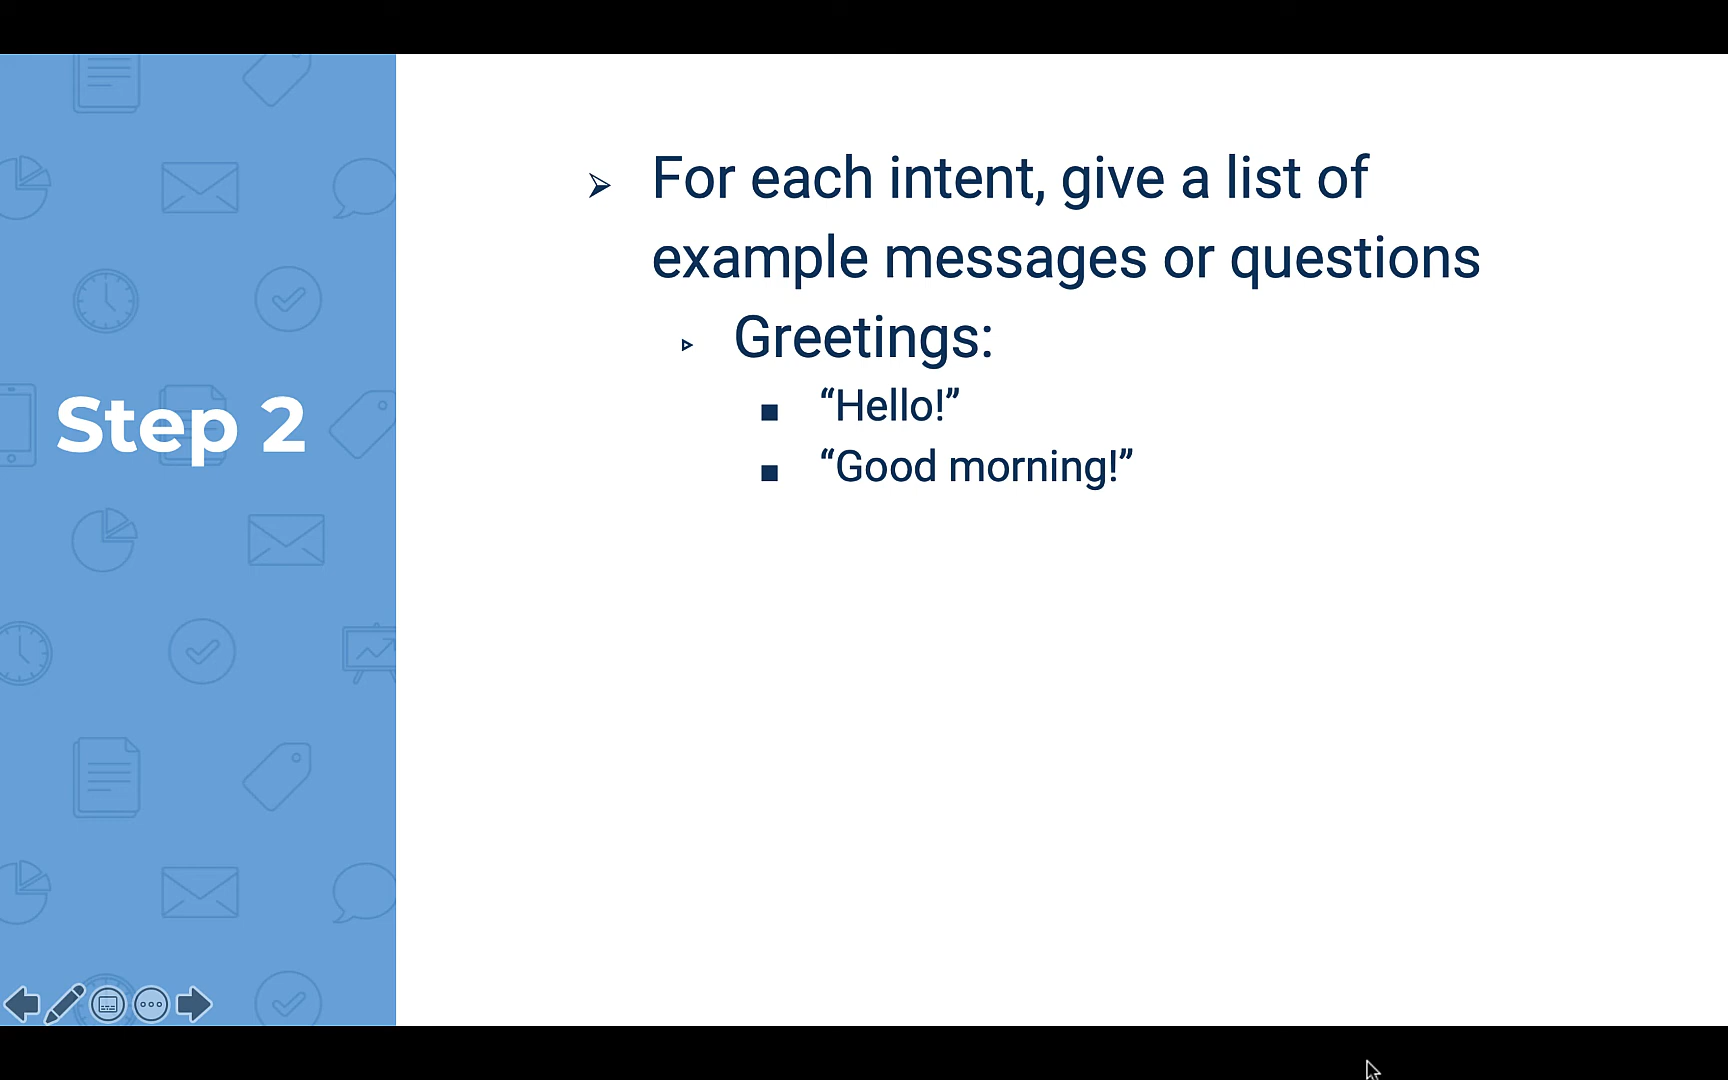 Step 2
For each intent, give a list of
example messages or questions
Greetings:
“Hello!”
“Good morning!”